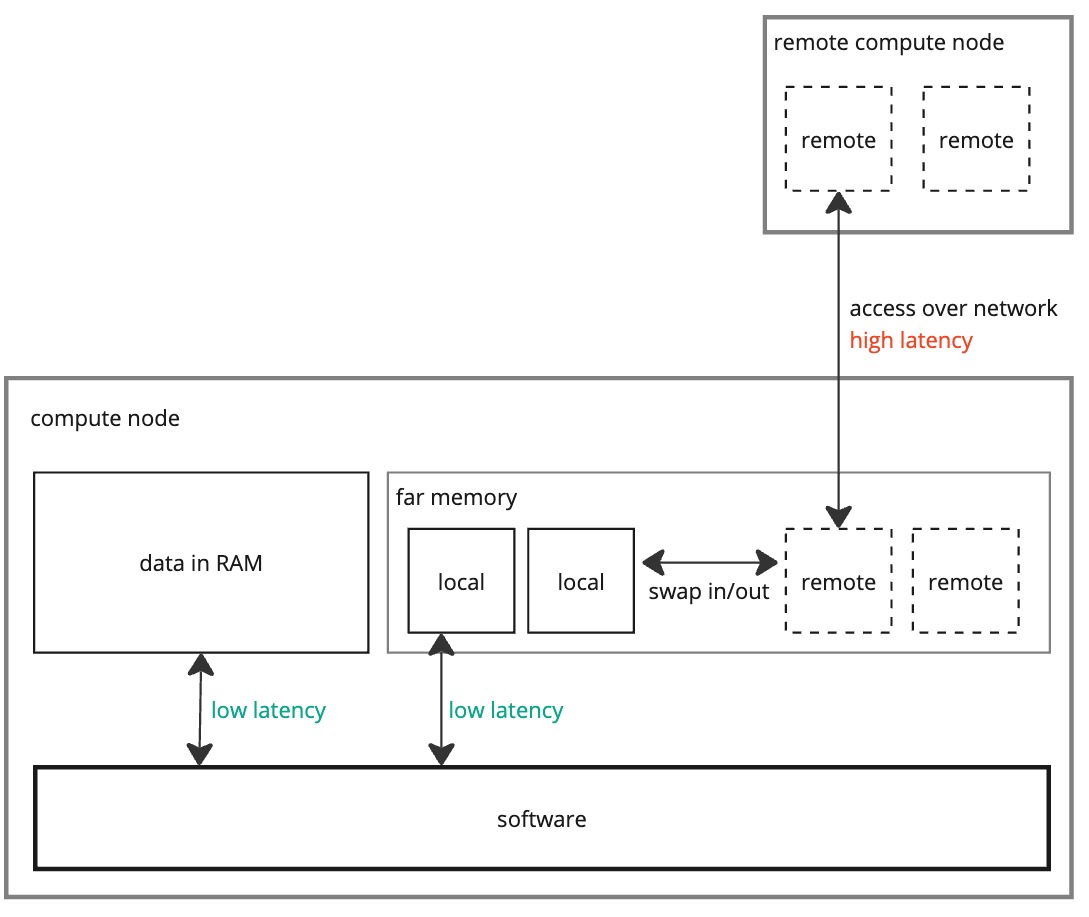 remote compute node
remote
remote
access over network
high latency
compute node
data in RAM
far memory
local
local
swap in/out
remote
remote
low latency
low latency
software